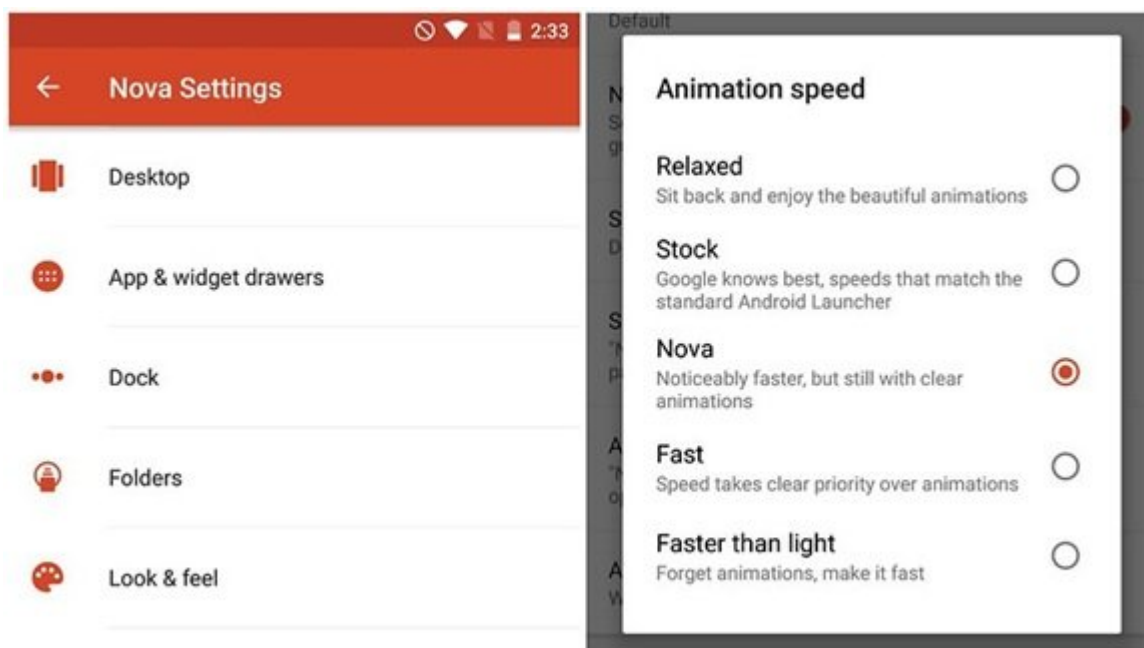 2:33
Nova Settings
Desktop
App & widget drawers
Dock
Folders
Look & feel
Default
Animation speed
Relaxed
Sit back and enjoy the beautiful animations
Stock
Google knows best, speeds that match the
standard Android Launcher
Nova
Noticeably faster, but still with clear
animations
Fast
Speed takes clear priority over animations
Faster than light
Forget animations, make it fast